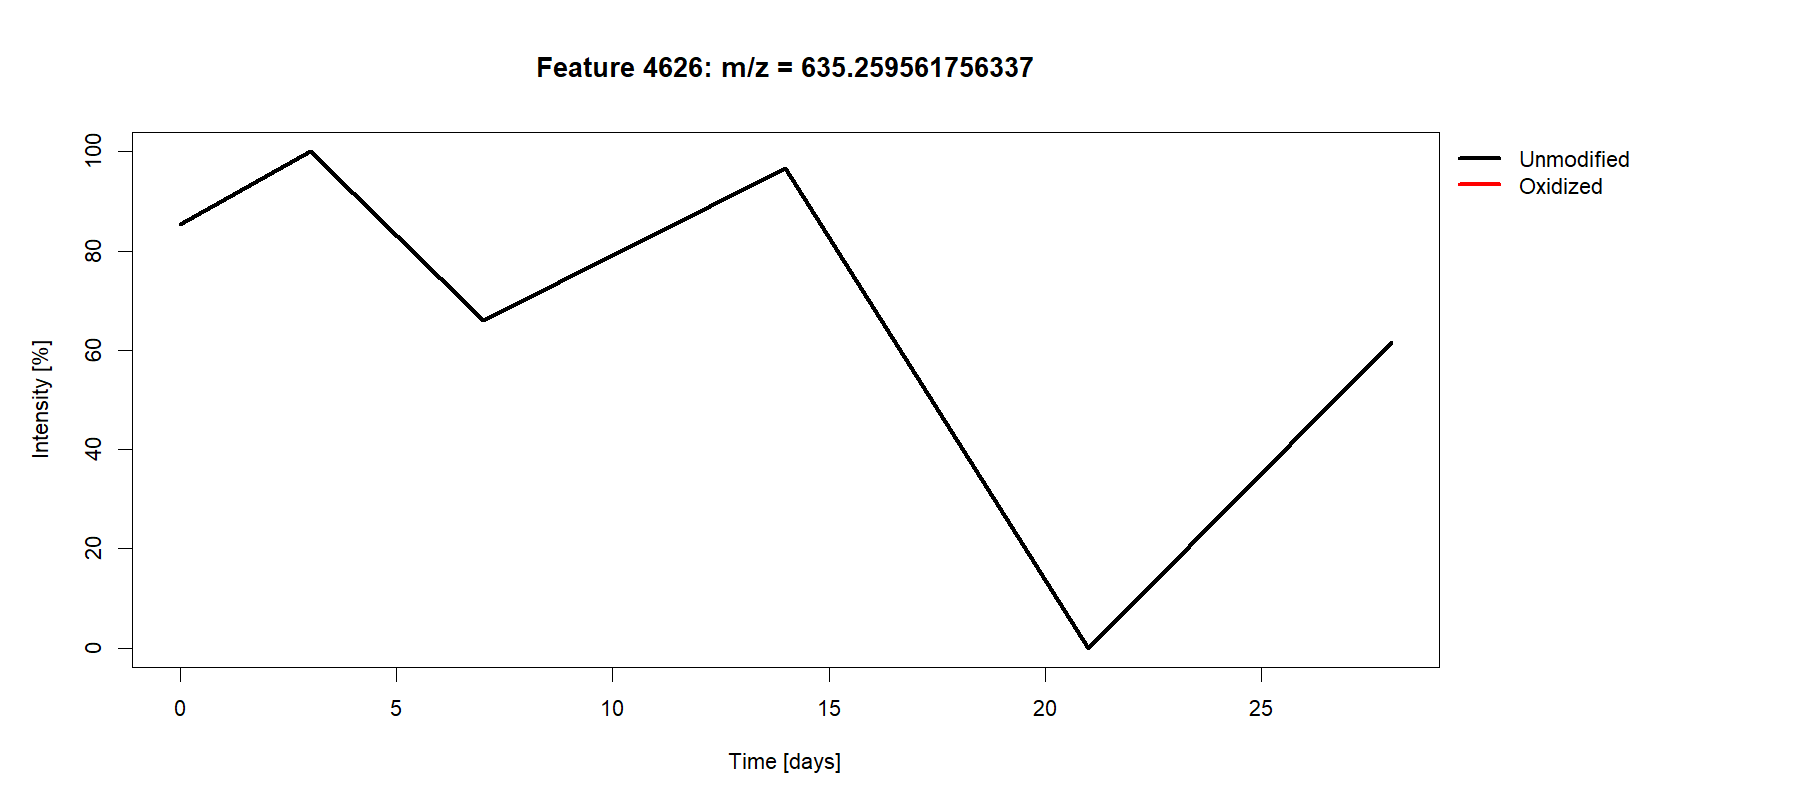 Feature 4626: m/z = 635.259561756337
100
80
60
40
20
0
Intensity [%]
0 5 10 15 20 25
Time [days]
Unmodified
Oxidized